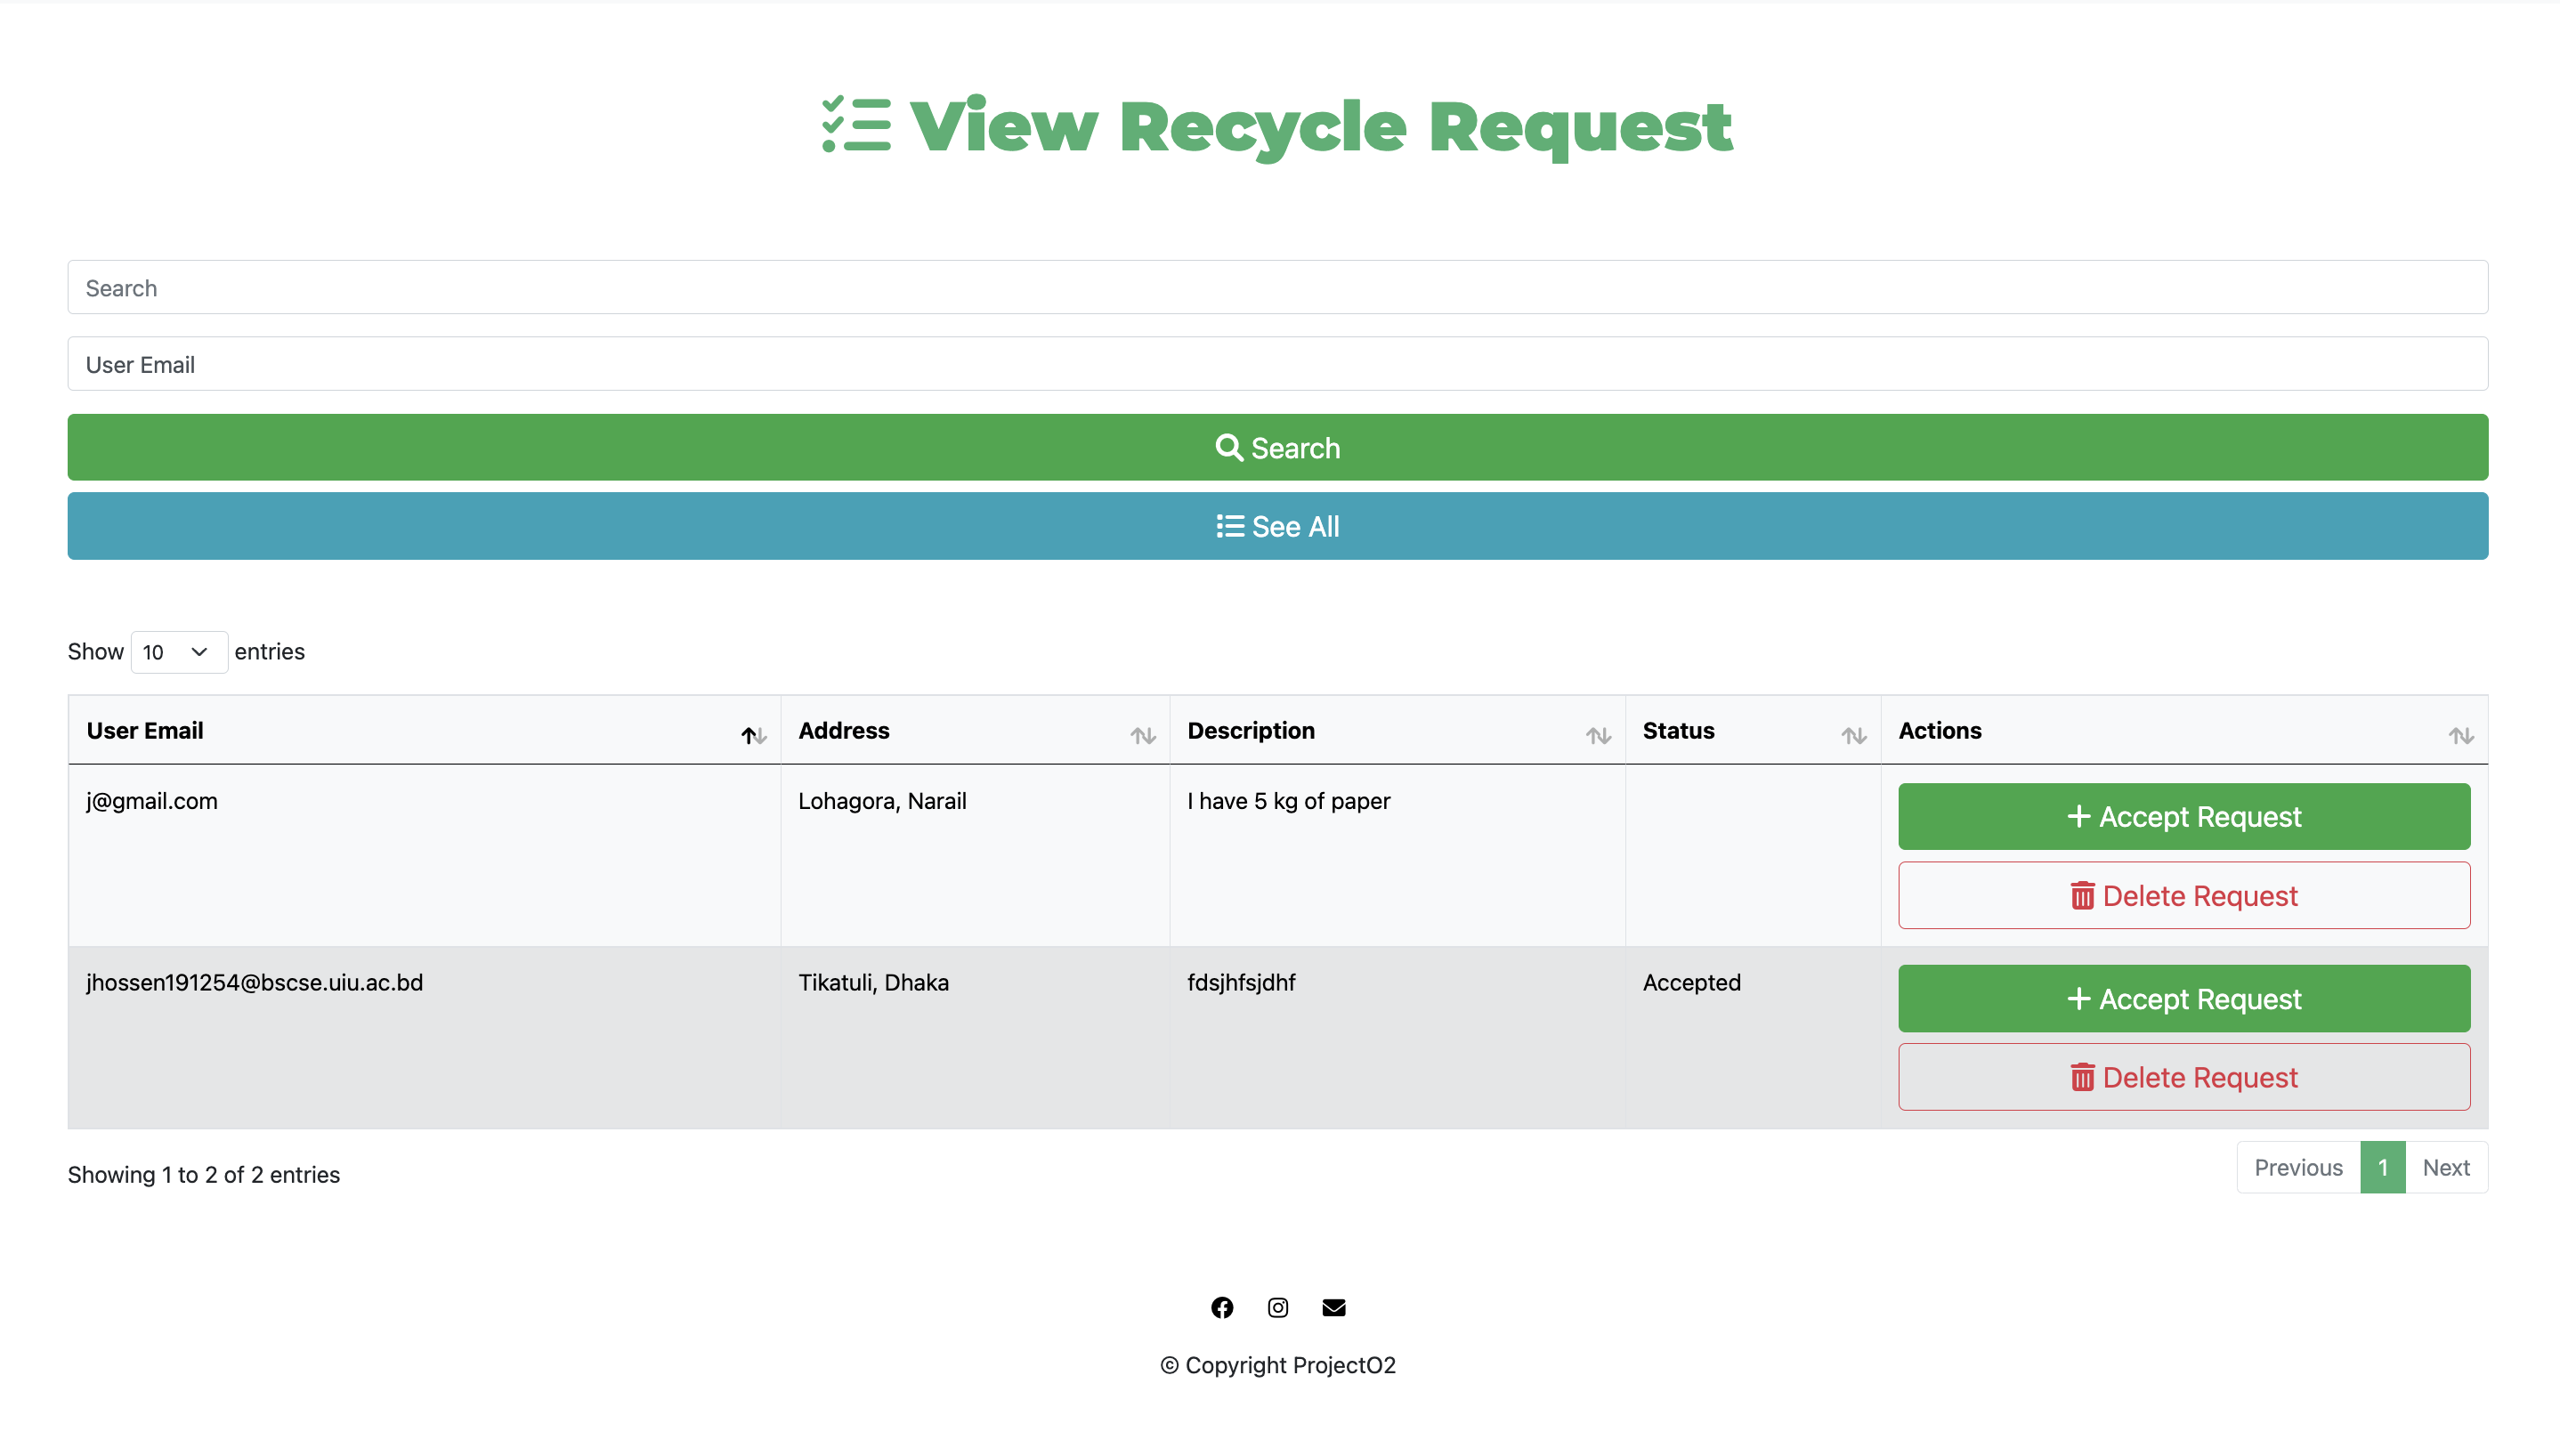 View Recycle Request
Search
User Email
Search
See All
Show 10 entries
User Email Address Description Status Actions
j@gmail.com Lohagora, Narail I have 5 kg of paper Accept Request
Delete Request
jhossen191254@bscse.uiu.ac.bd Tikatuli, Dhaka fdsjhfsjdhf Accepted Accept Request
Delete Request
Showing 1 to 2 of 2 entries Previous 1 Next
© Copyright ProjectO2